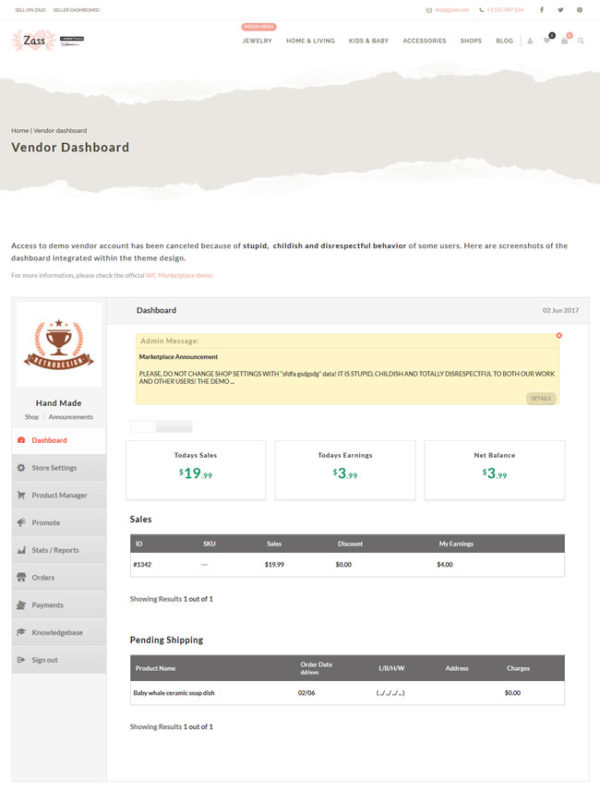 SELL ON ZASS SELLER DASHBOARD shop@zass.net +1 555 987 654
Zass
MEGA MENU
JEWELRY HOME & LIVING KIDS & BABY ACCESSORIES SHOPS BLOG
Home | Vendor dashboard
Vendor Dashboard
Access to demo vendor account has been canceled because of stupid, childish and disrespectful behavior of some users. Here are screenshots of the
dashboard integrated within the theme design.
For more information, please check the official WC Marketplace demo
RETRODESIGN
Hand Made
Shop | Announcements
Dashboard
Store Settings
Product Manager
Promote
Stats / Reports
Orders
Payments
Knowledgebase
Sign out
Dashboard 02 Jun 2017
Admin Message:
Marketplace Announcement
PLEASE, DO NOT CHANGE SHOP SETTINGS WITH "sfdfa gsdgsdg" data! IT IS STUPID, CHILDISH AND TOTALLY DISRESPECTFUL TO BOTH OUR WORK
AND OTHER USERS! THE DEMO ...
DETAILS
Todays Sales Todays Earnings Net Balance
$19.99 $3.99 $3.99
Sales
ID SKU Sales Discount My Earnings
#1342 --- $19.99 $0.00 $4.00
Showing Results 1 out of 1
Pending Shipping
Product Name Order Date L/B/H/W Address Charges
dd/mm
Baby whale ceramic soap dish 02/06 (../../../..) $0.00
Showing Results 1 out of 1